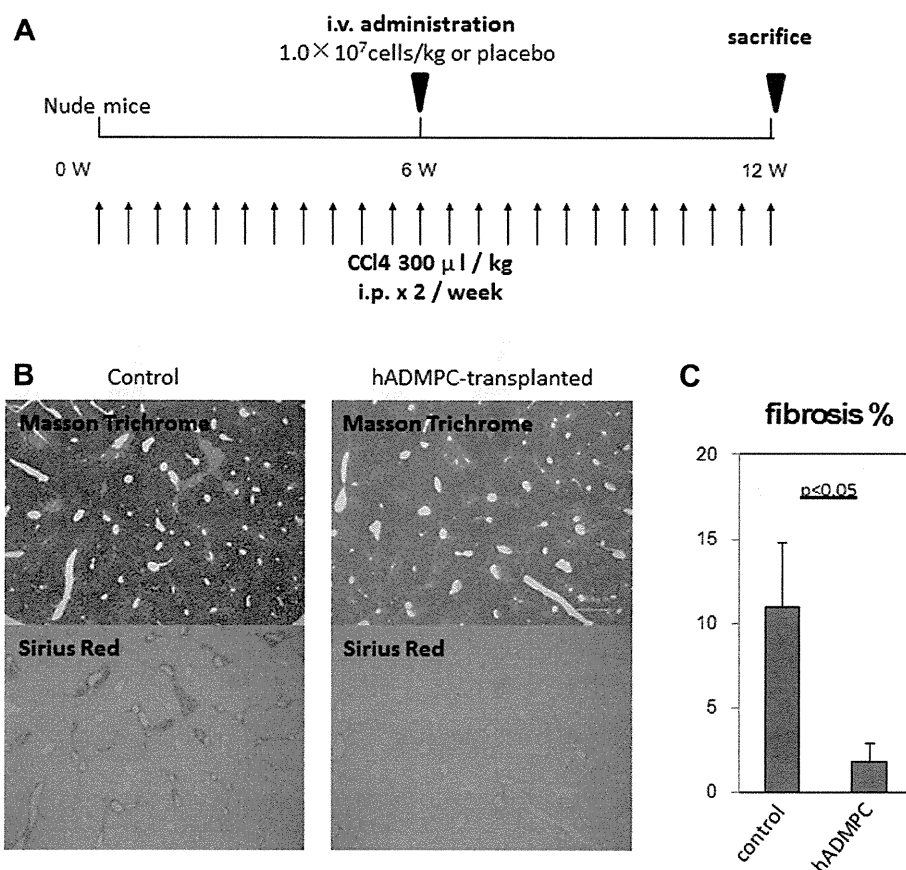 A
i.v. administration
1.0×10⁷cells/kg or placebo
sacrifice
Nude mice
0 W
6 W
12 W
CCl4 300 μl / kg
i.p. x 2 / week
B
Control
hADMPC-transplanted
Masson Trichrome
Masson Trichrome
Sirius Red
Sirius Red
C
fibrosis %
20
p<0.05
15
10
5
0
control
hADMPC